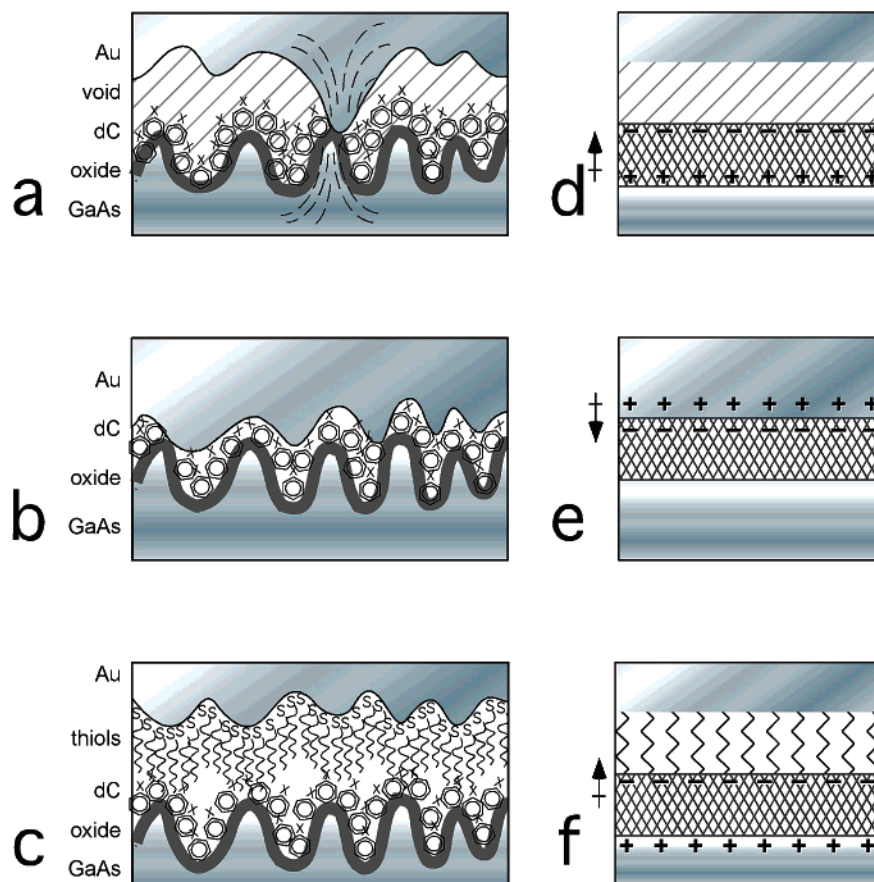 Au
void
dC
oxide
GaAs
a
d
Au
dC
oxide
GaAs
b
e
Au
thiols
dC
oxide
GaAs
c
f